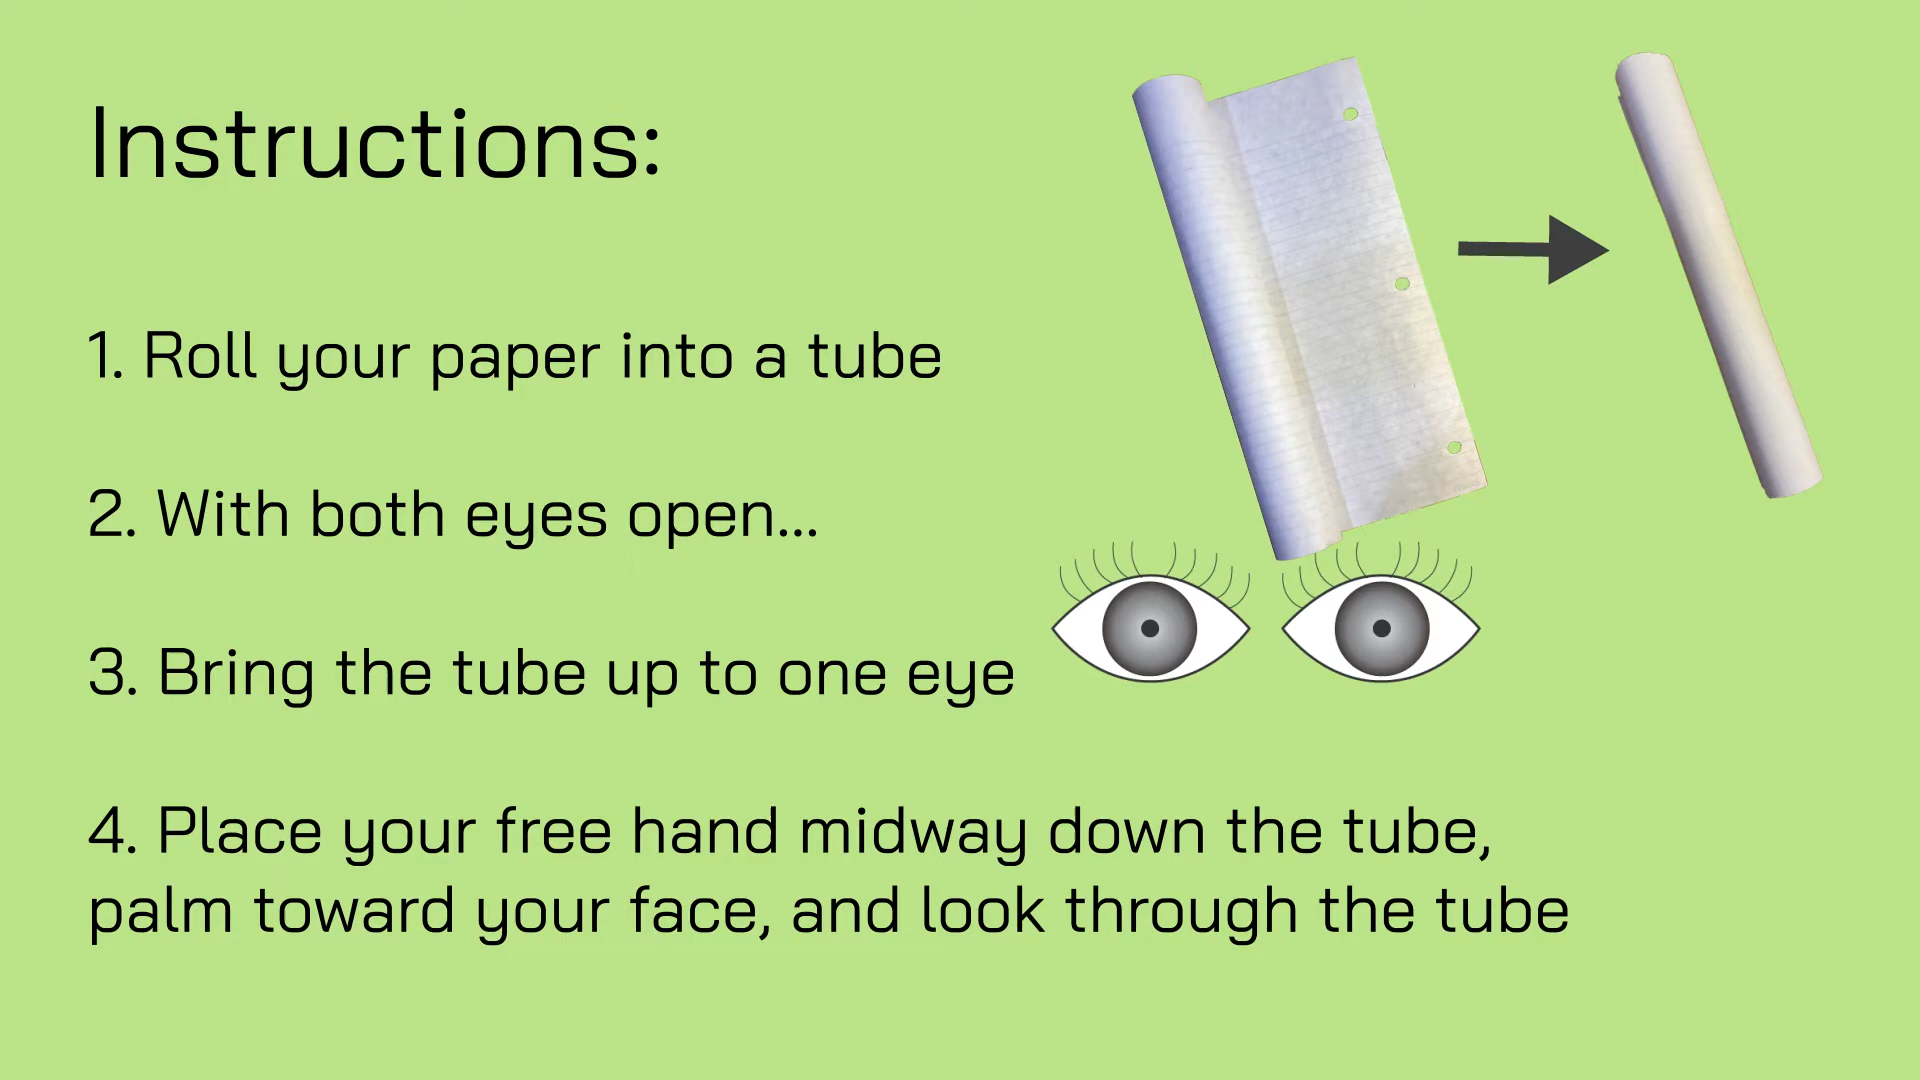 Instructions:
1. Roll your paper into a tube
2. With both eyes open...
3. Bring the tube up to one eye
4. Place your free hand midway down the tube,
palm toward your face, and look through the tube